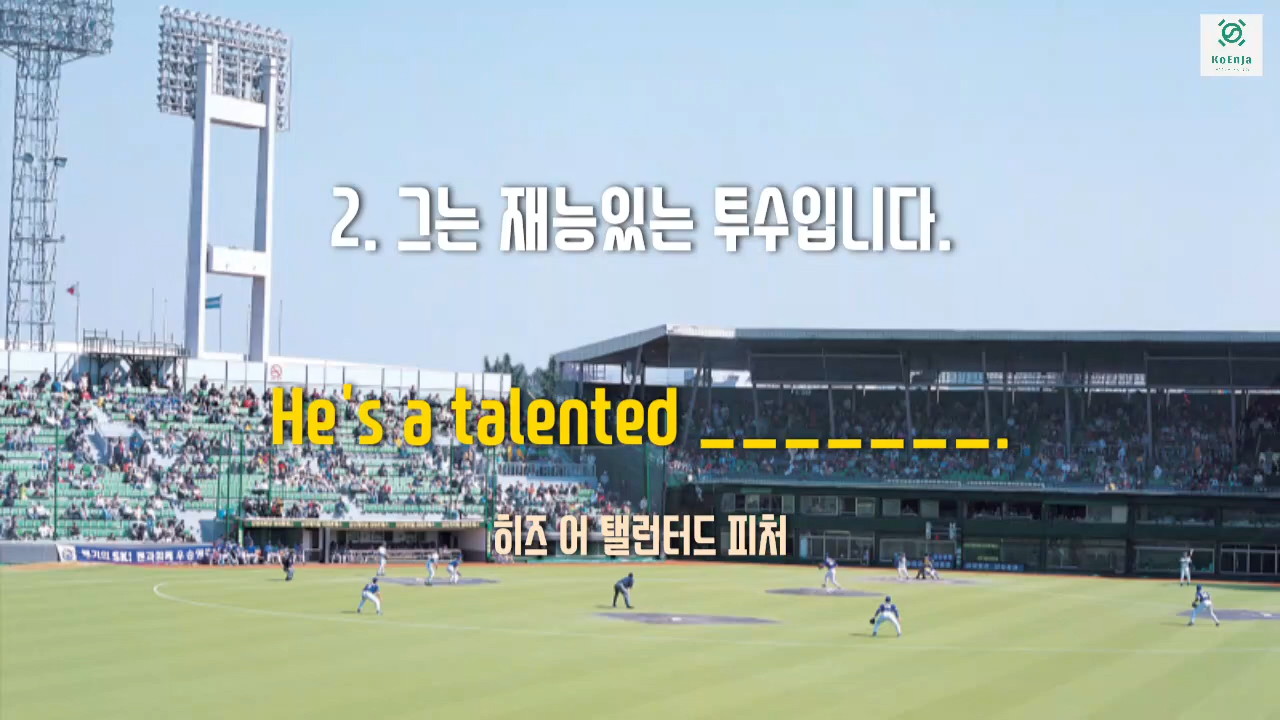 KoEnJa
2. 그는 재능있는 투수입니다.
He's a talented _ _ _ _ _ _ _.
히즈 어 탤런터드 피처